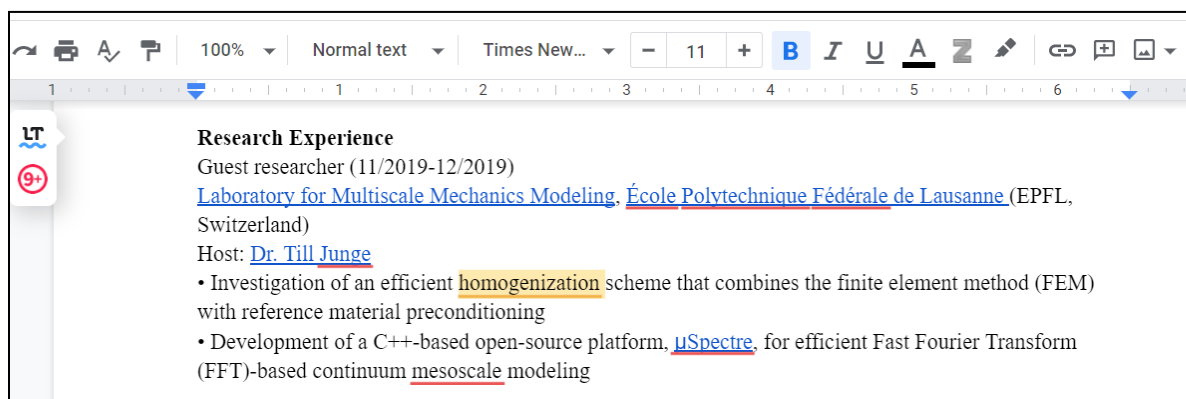 100% Normal text Times New... − 11 + B I U A
1 1 2 3 4 5 6
LT
9+
Research Experience
Guest researcher (11/2019-12/2019)
Laboratory for Multiscale Mechanics Modeling, École Polytechnique Fédérale de Lausanne (EPFL,
Switzerland)
Host: Dr. Till Junge
• Investigation of an efficient homogenization scheme that combines the finite element method (FEM)
with reference material preconditioning
• Development of a C++-based open-source platform, µSpectre, for efficient Fast Fourier Transform
(FFT)-based continuum mesoscale modeling